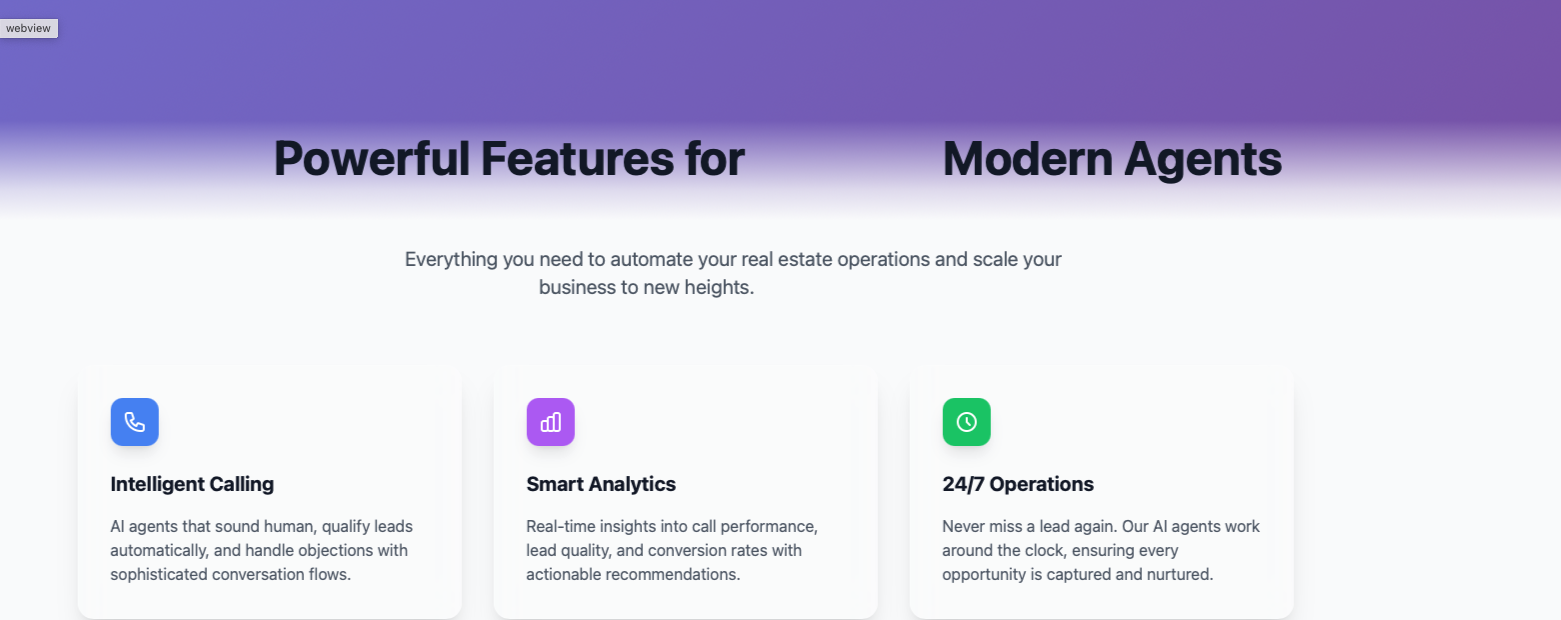 webview
Powerful Features for Modern Agents
Everything you need to automate your real estate operations and scale your
business to new heights.
Intelligent Calling
AI agents that sound human, qualify leads
automatically, and handle objections with
sophisticated conversation flows.
Smart Analytics
Real-time insights into call performance,
lead quality, and conversion rates with
actionable recommendations.
24/7 Operations
Never miss a lead again. Our AI agents work
around the clock, ensuring every
opportunity is captured and nurtured.